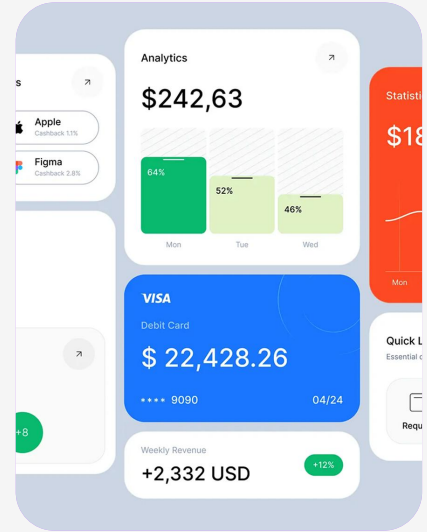 s
Apple
Cashback 1.1%
Figma
Cashback 2.8%
+8
Analytics
$242,63
64%
52%
46%
Mon
Tue
Wed
VISA
Debit Card
$ 22,428.26
**** 9090
04/24
Weekly Revenue
+2,332 USD
+12%
Statisti
$18
Mon
Quick L
Essential
Requ